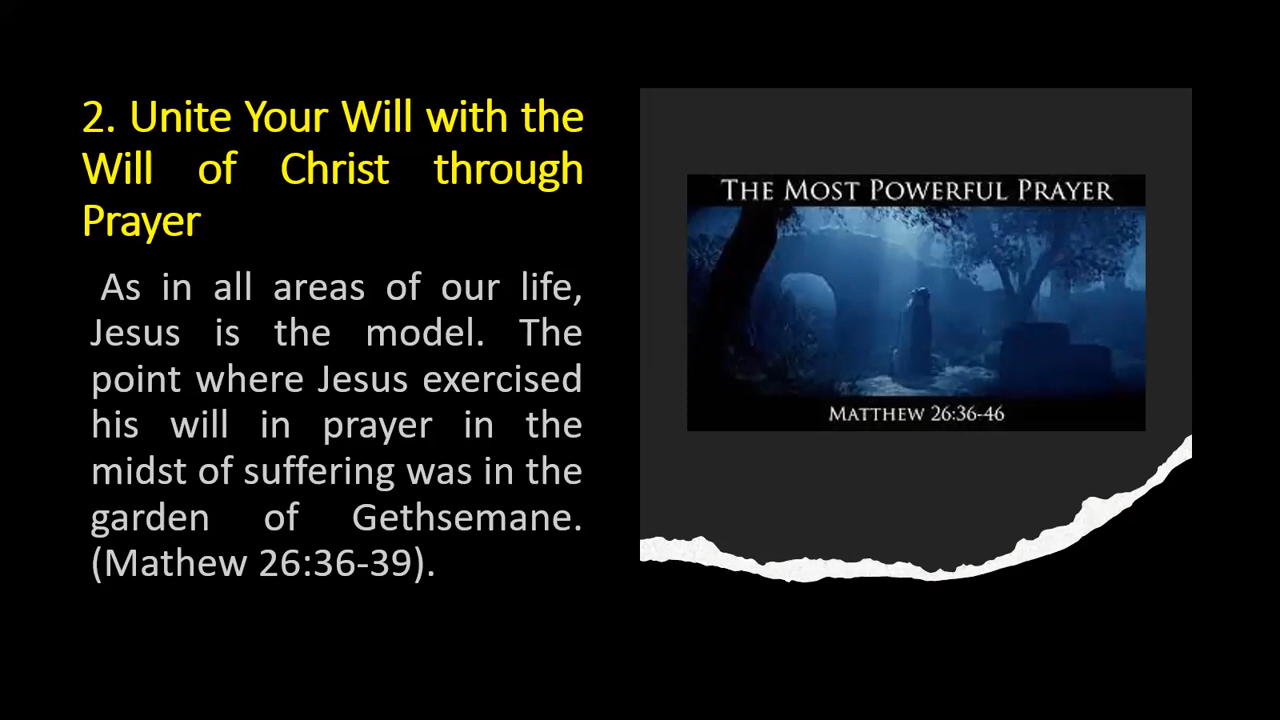 2. Unite Your Will with the
Will of Christ through
Prayer
As in all areas of our life,
Jesus is the model. The
point where Jesus exercised
his will in prayer in the
midst of suffering was in the
garden of Gethsemane.
(Mathew 26:36-39).
The Most Powerful Prayer
Matthew 26:36-46